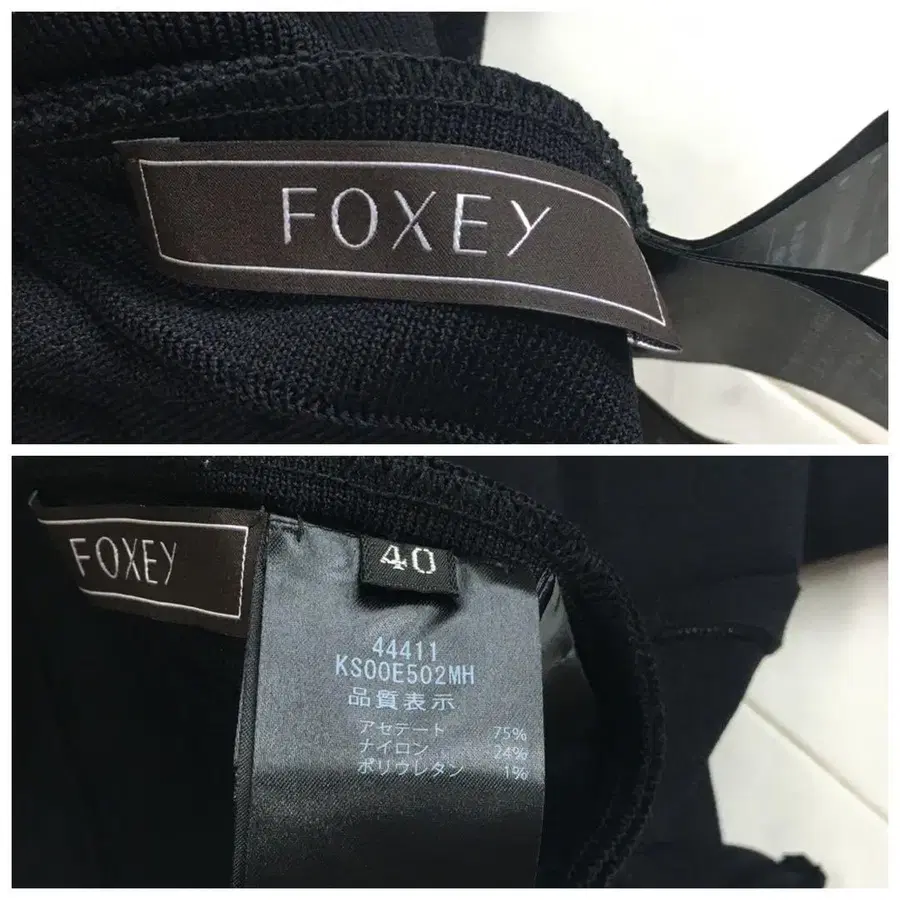 FOXEY
FOXEY
40
44411
KS00E502MH
品質表示
アセテート 75%
ナイロン 24%
ポリウレタン 1%